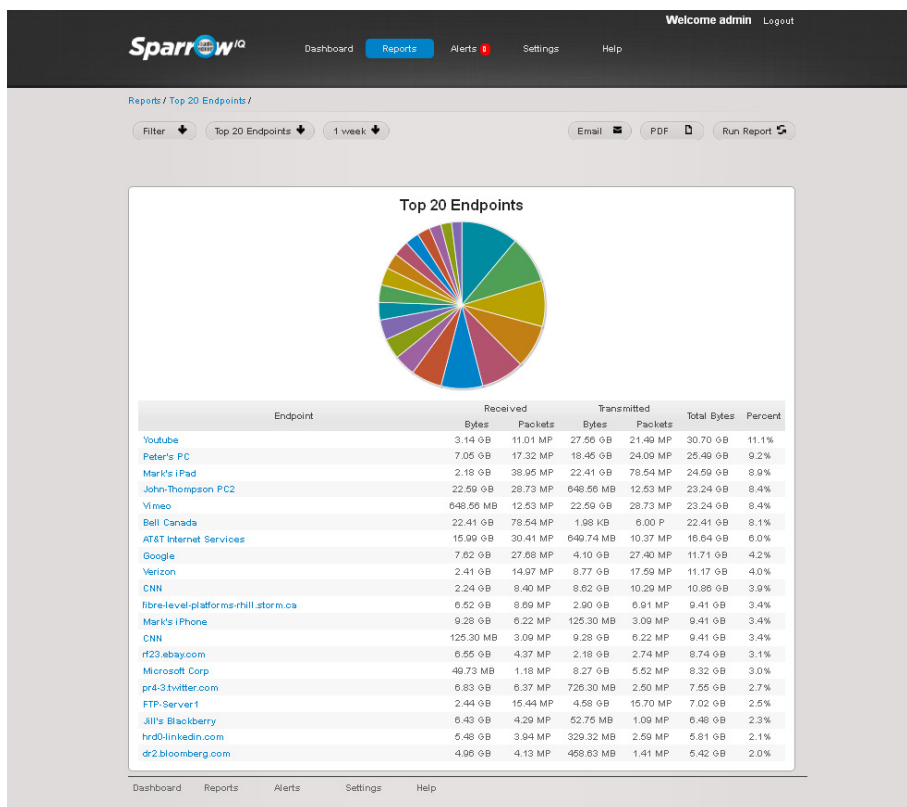 Welcome admin Logout
SparrowIQ Dashboard Reports Alerts 0 Settings Help
Reports / Top 20 Endpoints /
Filter Top 20 Endpoints 1 week Email PDF Run Report
Top 20 Endpoints
Endpoint Received Transmitted Total Bytes Percent
Bytes Packets Bytes Packets
Youtube 3.14 GB 11.01 MP 27.56 GB 21.49 MP 30.70 GB 11.1%
Peter's PC 7.05 GB 17.32 MP 18.45 GB 24.09 MP 25.49 GB 9.2%
Mark's iPad 2.18 GB 38.95 MP 22.41 GB 78.54 MP 24.59 GB 8.9%
John-Thompson PC2 22.59 GB 28.73 MP 648.56 MB 12.53 MP 23.24 GB 8.4%
Vimeo 648.56 MB 12.53 MP 22.59 GB 28.73 MP 23.24 GB 8.4%
Bell Canada 22.41 GB 78.54 MP 1.98 KB 6.00 P 22.41 GB 8.1%
AT&T Internet Services 15.99 GB 30.41 MP 649.74 MB 10.37 MP 16.64 GB 6.0%
Google 7.62 GB 27.68 MP 4.10 GB 27.40 MP 11.71 GB 4.2%
Verizon 2.41 GB 14.97 MP 8.77 GB 17.59 MP 11.17 GB 4.0%
CNN 2.24 GB 8.40 MP 8.62 GB 10.29 MP 10.86 GB 3.9%
fibre-level-platforms-rhill.storm.ca 6.52 GB 8.69 MP 2.90 GB 6.91 MP 9.41 GB 3.4%
Mark's iPhone 9.28 GB 6.22 MP 125.30 MB 3.09 MP 9.41 GB 3.4%
CNN 125.30 MB 3.09 MP 9.28 GB 6.22 MP 9.41 GB 3.4%
rf23.ebay.com 6.55 GB 4.37 MP 2.18 GB 2.74 MP 8.74 GB 3.1%
Microsoft Corp 49.73 MB 1.18 MP 8.27 GB 5.52 MP 8.32 GB 3.0%
pr4-3.twitter.com 6.83 GB 6.37 MP 726.30 MB 2.50 MP 7.55 GB 2.7%
FTP-Server1 2.44 GB 15.44 MP 4.58 GB 15.70 MP 7.02 GB 2.5%
Jill's Blackberry 6.43 GB 4.29 MP 52.75 MB 1.09 MP 6.48 GB 2.3%
hrd0-linkedin.com 5.48 GB 3.94 MP 329.32 MB 2.59 MP 5.81 GB 2.1%
dr2.bloomberg.com 4.96 GB 4.13 MP 458.63 MB 1.41 MP 5.42 GB 2.0%
Dashboard Reports Alerts Settings Help